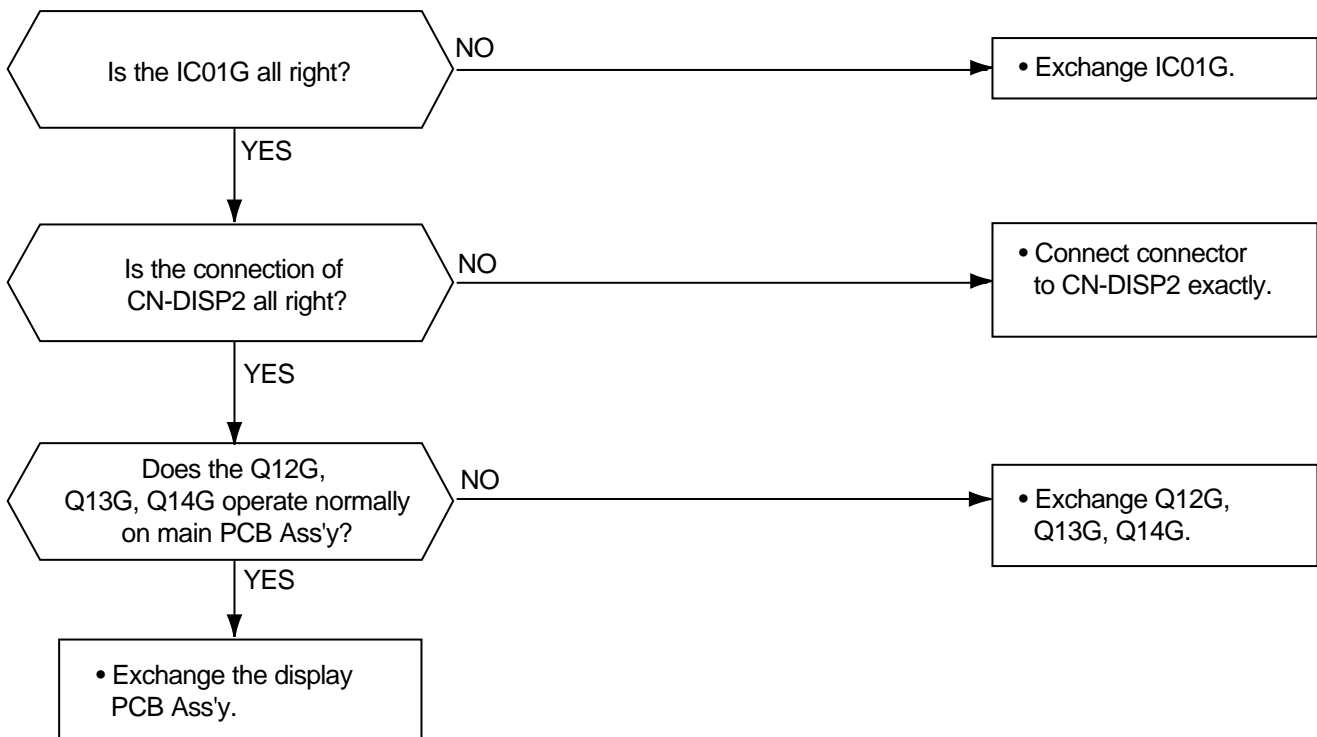 Is the IC01G all right?
NO
• Exchange IC01G.
YES
Is the connection of
CN-DISP2 all right?
NO
• Connect connector
to CN-DISP2 exactly.
YES
Does the Q12G,
Q13G, Q14G operate normally
on main PCB Ass'y?
NO
• Exchange Q12G,
Q13G, Q14G.
YES
• Exchange the display
PCB Ass'y.